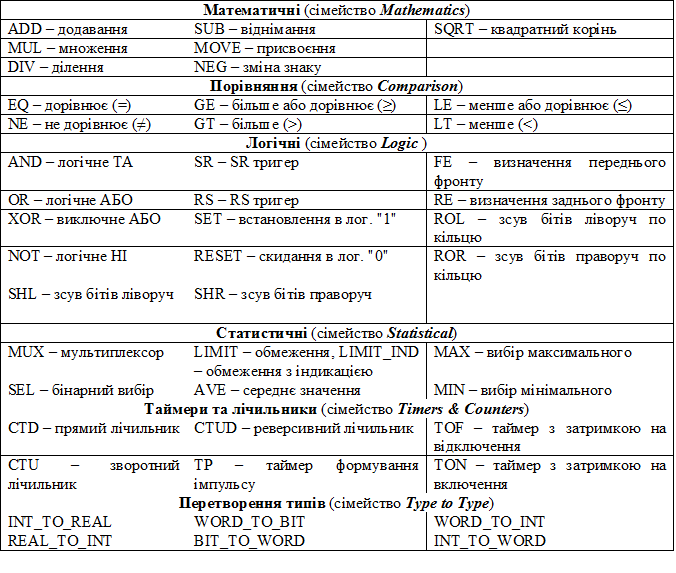 Математичні (сімейство Mathematics)
ADD – додавання SUB – віднімання SQRT – квадратний корінь
MUL – множення MOVE – присвоєння
DIV – ділення NEG – зміна знаку
Порівняння (сімейство Comparison)
EQ – дорівнює (=) GE – більше або дорівнює (≥) LE – менше або дорівнює (≤)
NE – не дорівнює (≠) GT – більше (>) LT – менше (<)
Логічні (сімейство Logic )
AND – логічне ТА SR – SR тригер FE – визначення переднього
фронту
OR – логічне АБО RS – RS тригер RE – визначення заднього фронту
XOR – виключне АБО SET – встановлення в лог. "1" ROL – зсув бітів ліворуч по
кільцю
NOT – логічне НІ RESET – скидання в лог. "0" ROR – зсув бітів праворуч по
кільцю
SHL – зсув бітів ліворуч SHR – зсув бітів праворуч
Статистичні (сімейство Statistical)
MUX – мультиплексор LIMIT – обмеження, LIMIT_IND MAX – вибір максимального
– обмеження з індикацією
SEL – бінарний вибір AVE – середнє значення MIN – вибір мінімального
Таймери та лічильники (сімейство Timers & Counters)
CTD – прямий лічильник CTUD – реверсивний лічильник TOF – таймер з затримкою на
відключення
CTU – зворотний TP – таймер формування TON – таймер з затримкою на
лічильник імпульсу включення
Перетворення типів (сімейство Type to Type)
INT_TO_REAL WORD_TO_BIT WORD_TO_INT
REAL_TO_INT BIT_TO_WORD INT_TO_WORD